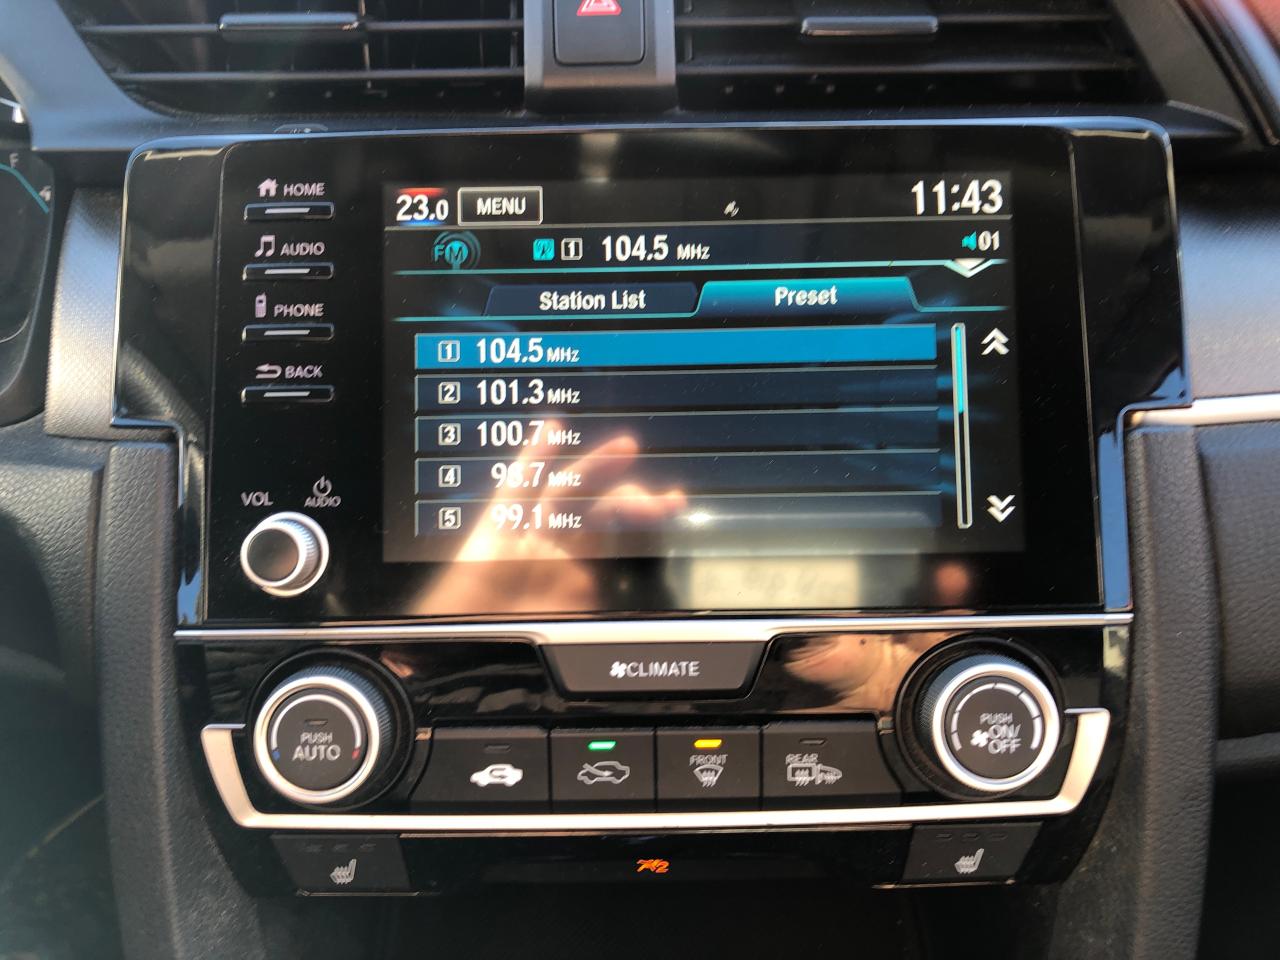 F
HOME
23.0 MENU 11:43
AUDIO
FM 1 104.5 MHz 01
Station List Preset
PHONE
1 104.5 MHz
BACK
2 101.3 MHz
3 100.7 MHz
4 98.7 MHz
5 99.1 MHz
VOL AUDIO
CLIMATE
PUSH AUTO
FRONT
REAR
PUSH ON/OFF